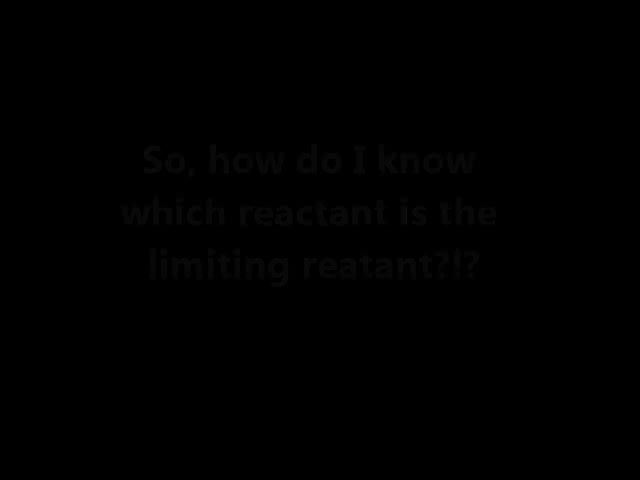 So, how do I know
which reactant is the
limiting reatant?!?